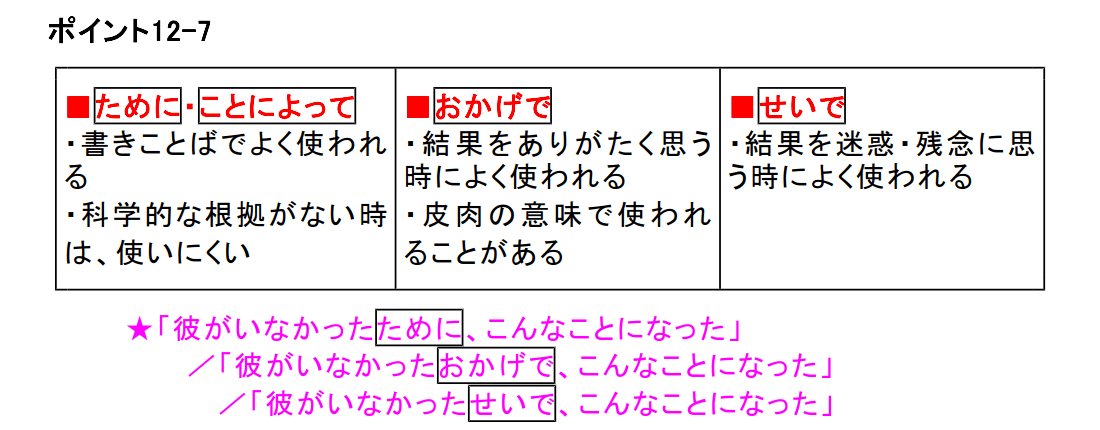 ポイント12-7
■ために・ことによって
・書きことばでよく使われ
る
・科学的な根拠がない時
は、使いにくい
■おかげで
・結果をありがたく思う
時によく使われる
・皮肉の意味で使われ
ることがある
■せいで
・結果を迷惑・残念に思
う時によく使われる
★「彼がいなかったために、こんなことになった」
／「彼がいなかったおかげで、こんなことになった」
／「彼がいなかったせいで、こんなことになった」